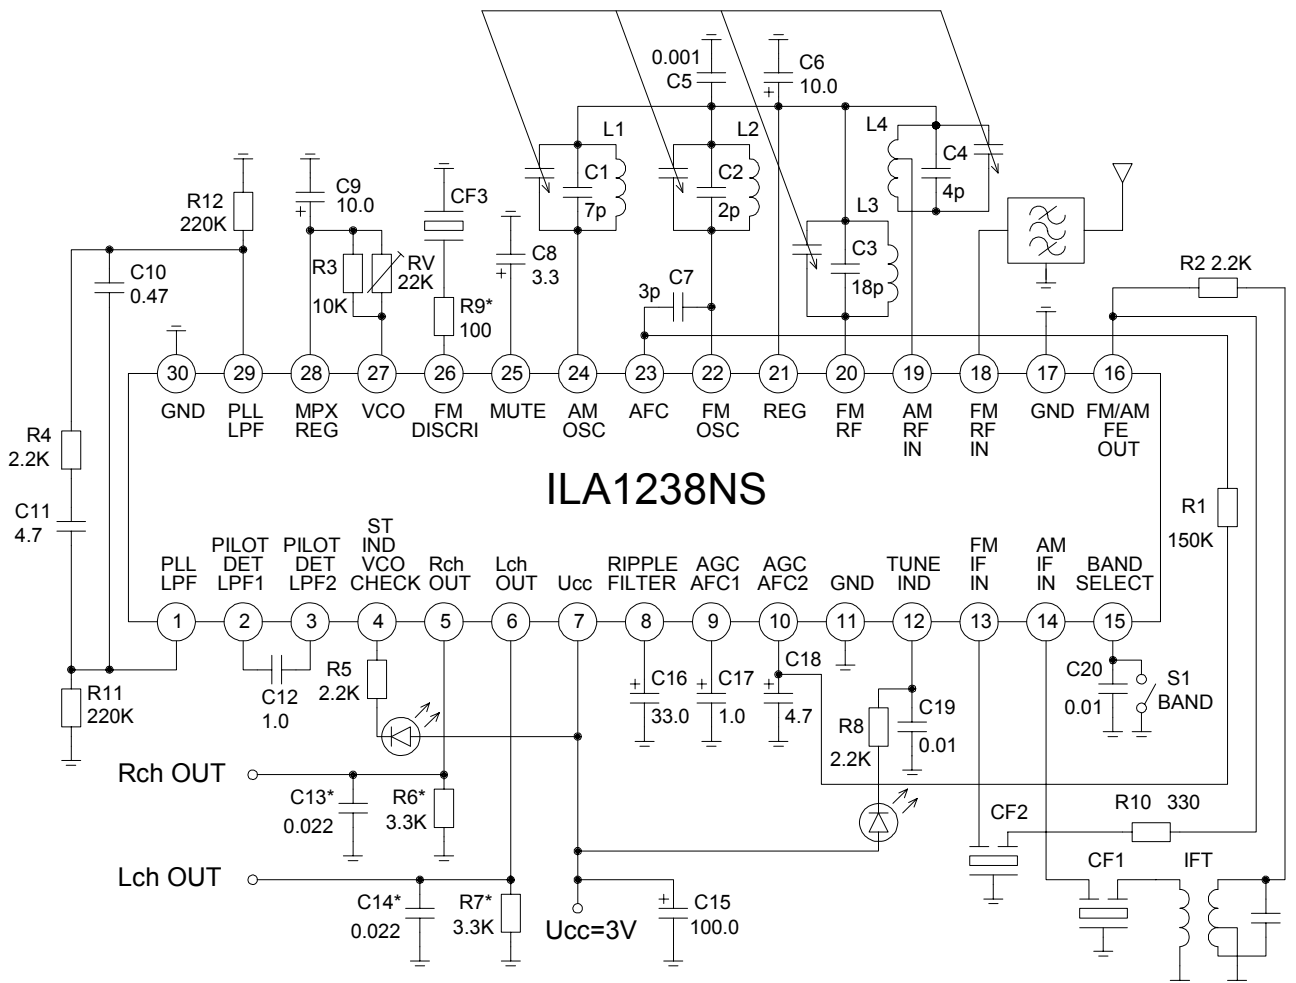 0.001
C5
C6
10.0
L1
C1
7p
L2
C2
2p
L4
C4
4p
L3
C3
18p
R12
220K
C9
10.0
CF3
C8
3.3
C7
3p
C10
0.47
R3
10K
RV
22K
R9*
100
R2 2.2K
30 29 28 27 26 25 24 23 22 21 20 19 18 17 16
GND
PLL
LPF
MPX
REG
VCO
FM
DISCRI
MUTE
AM
OSC
AFC
FM
OSC
REG
FM
RF
AM
RF
IN
FM
RF
IN
GND
FM/AM
FE
OUT
R4
2.2K
C11
4.7
ILA1238NS
R1
150K
PLL
LPF
PILOT
DET
LPF1
PILOT
DET
LPF2
ST
IND
VCO
CHECK
Rch
OUT
Lch
OUT
Ucc
RIPPLE
FILTER
AGC
AFC1
AGC
AFC2
GND
TUNE
IND
FM
IF
IN
AM
IF
IN
BAND
SELECT
1 2 3 4 5 6 7 8 9 10 11 12 13 14 15
R11
220K
C12
1.0
R5
2.2K
C16
33.0
C17
1.0
C18
4.7
R8
2.2K
C19
0.01
C20
0.01
S1
BAND
Rch OUT
C13*
0.022
R6*
3.3K
CF2
R10 330
CF1
IFT
Lch OUT
C14*
0.022
R7*
3.3K
Ucc=3V
C15
100.0